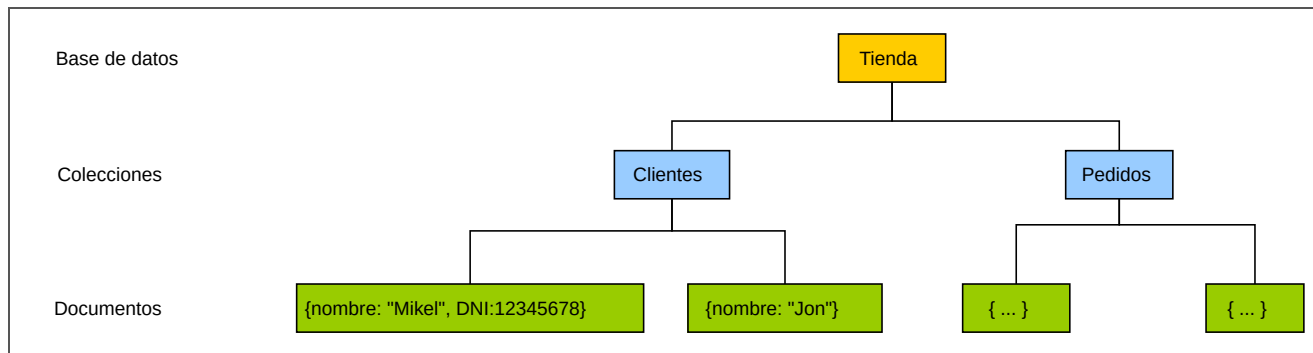 Base de datos
Tienda
Colecciones
Clientes
Pedidos
Documentos
{nombre: "Mikel", DNI:12345678}
{nombre: "Jon"}
{ ... }
{ ... }